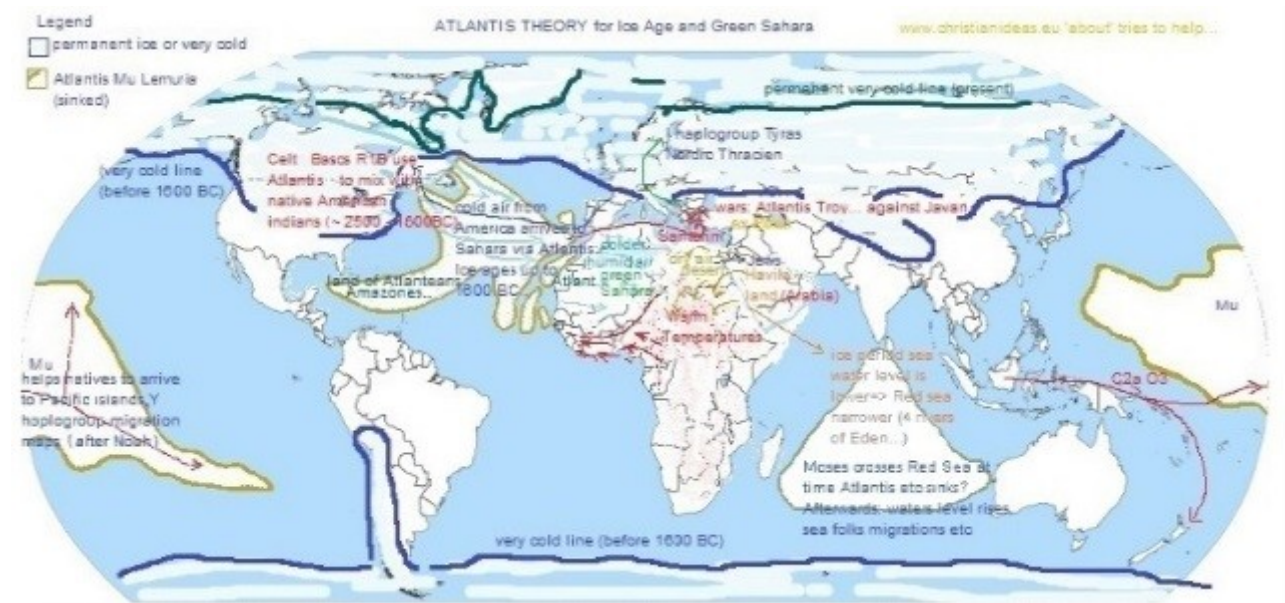 Legend
permanent ice or very cold
Atlantis Mu Lemuria
(sinked)
ATLANTIS THEORY for Ice Age and Green Sahara
www.christianideas.eu 'about' tries to help...
permanent very cold line (present)
I haplogroup Tyras
Nordic Thracien
(very cold line
(before 1600 BC)
Celt Bascs R1B use
Atlantis to mix with
native American
indians (~ 2500 - 1600BC)
cold air from
America arrives to
Sahara via Atlantis:
Ice ages up to
1600 BC
land of Atlanteans
Amazones..
Atlant.
colder
humid air
green
Sahara
Santorini
wars: Atlantis Troy... against Javan
dry air
desert
Jews
Havila
land (Arabia)
Warm
Temperatures
ice period sea
water level is
lower=> Red sea
narrower (4 rivers
of Eden...)
Mu
C2a O3
Mu
helps natives to arrive
to Pacific islands,Y
hoplogroup migration
maps ( after Noah)
Moses crosses Red Sea at
time Atlantis etc sinks?
Afterwards: waters level rises
sea folks migrations etc
very cold line (before 1630 BC)